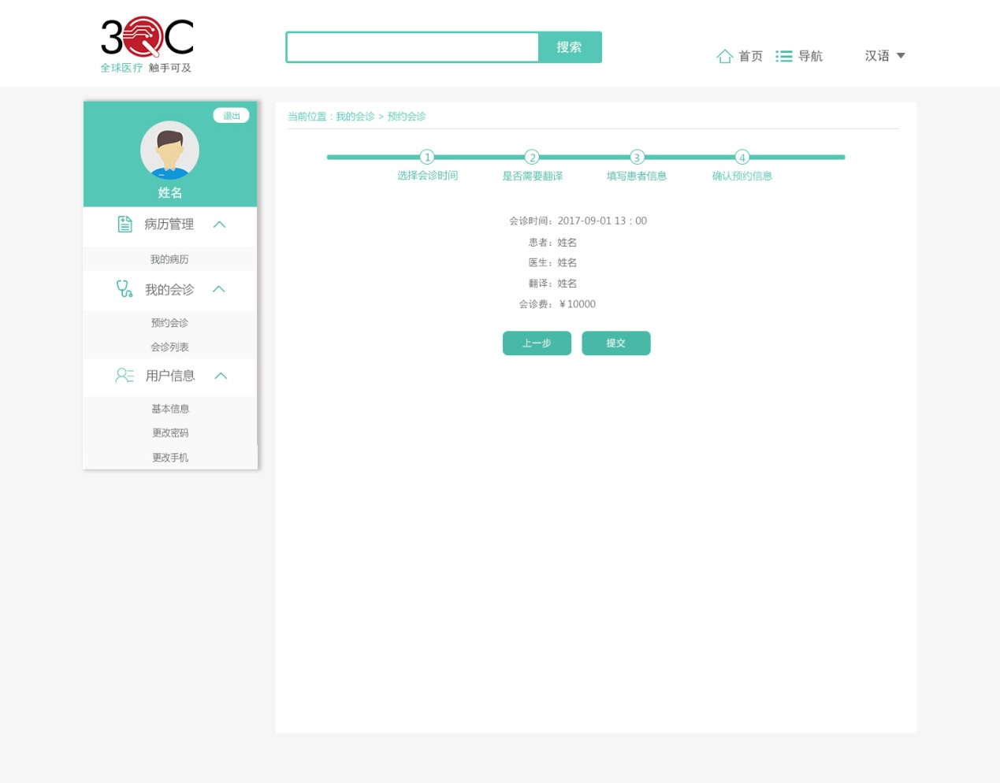 3QC
全球医疗 触手可及
搜索
首页 导航 汉语
退出
姓名
病历管理
我的病历
我的会诊
预约会诊
会诊列表
用户信息
基本信息
更改密码
更改手机
当前位置：我的会诊 > 预约会诊
1 2 3 4
选择会诊时间 是否需要翻译 填写患者信息 确认预约信息
会诊时间：2017-09-01 13：00
患者：姓名
医生：姓名
翻译：姓名
会诊费：￥10000
上一步 提交